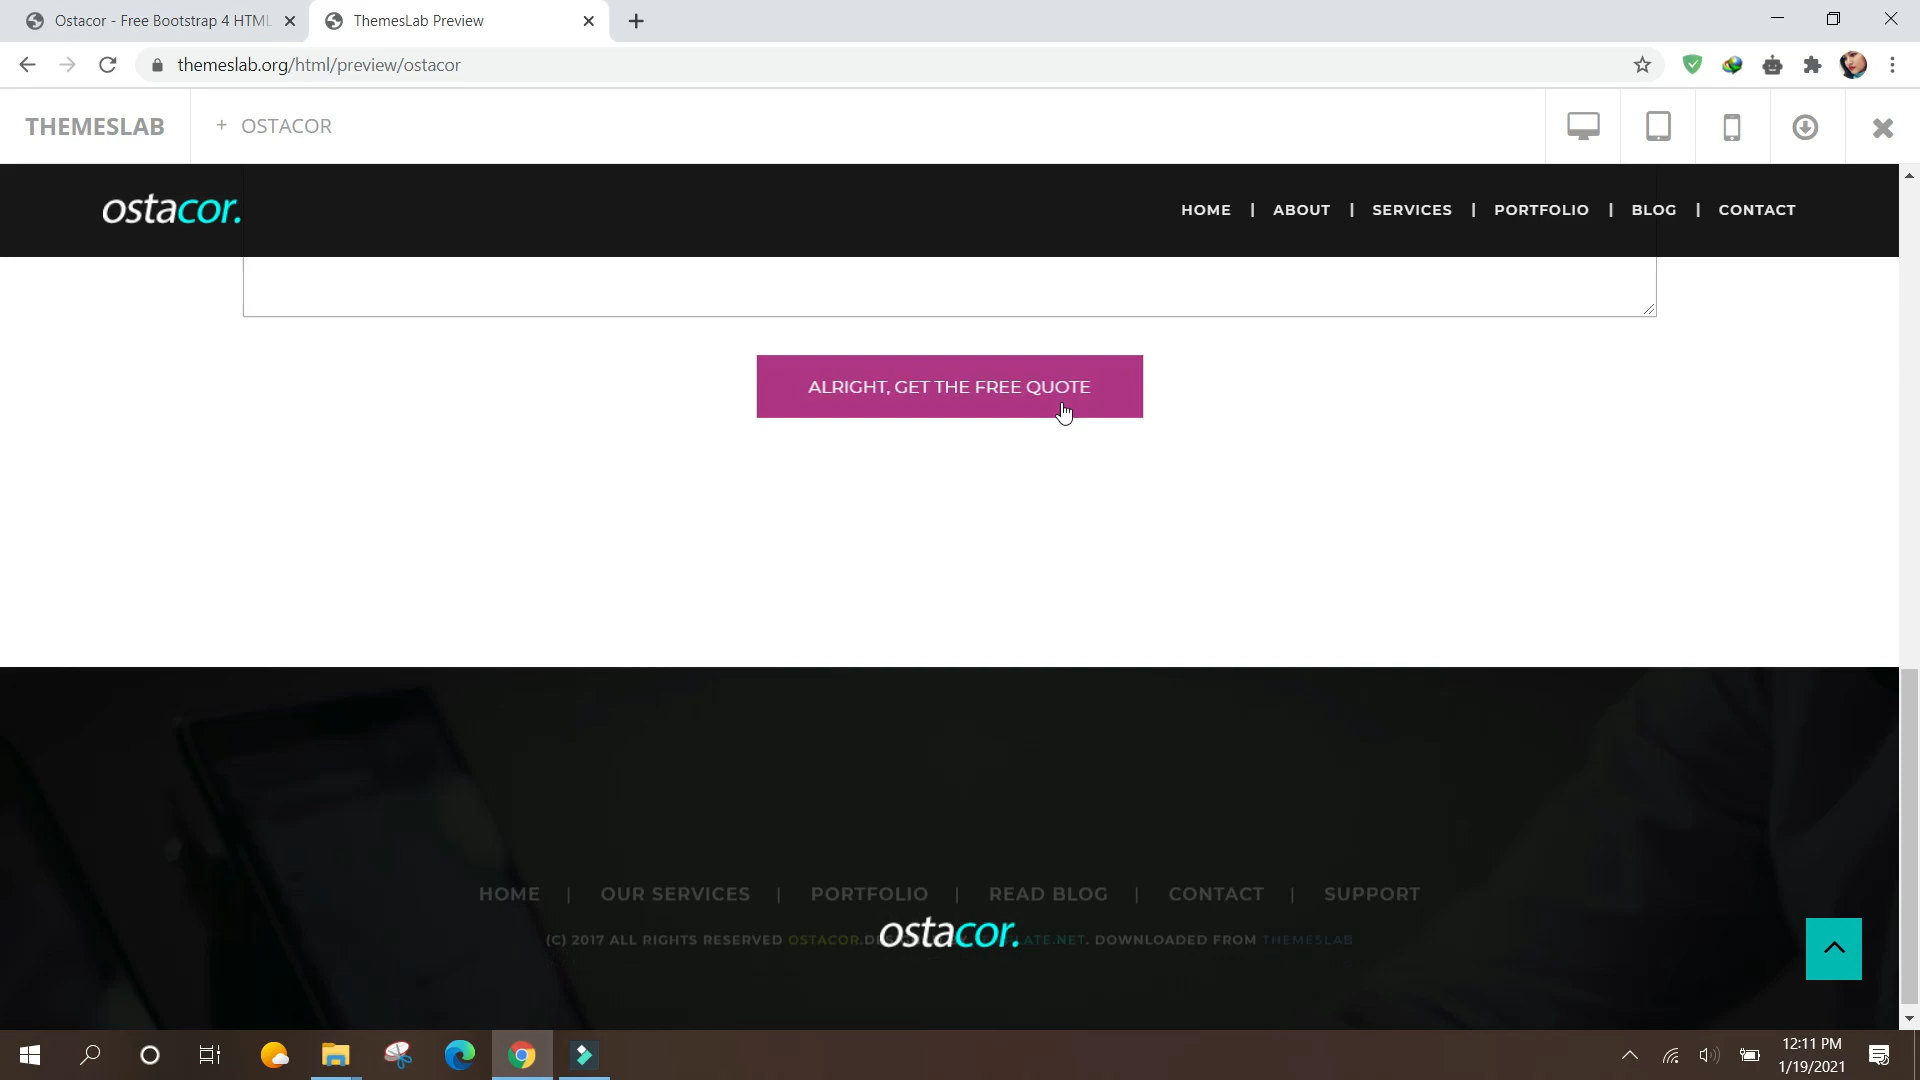 Ostacor - Free Bootstrap 4 HTML
ThemesLab Preview
themeslab.org/html/preview/ostacor
THEMESLAB
+ OSTACOR
ostacor.
HOME | ABOUT | SERVICES | PORTFOLIO | BLOG | CONTACT
ALRIGHT, GET THE FREE QUOTE
HOME | OUR SERVICES | PORTFOLIO | READ BLOG | CONTACT | SUPPORT
ostacor.
(C) 2017 ALL RIGHTS RESERVED OSTACOR. LATE.NET. DOWNLOADED FROM THEMESLAB
12:11 PM
1/19/2021